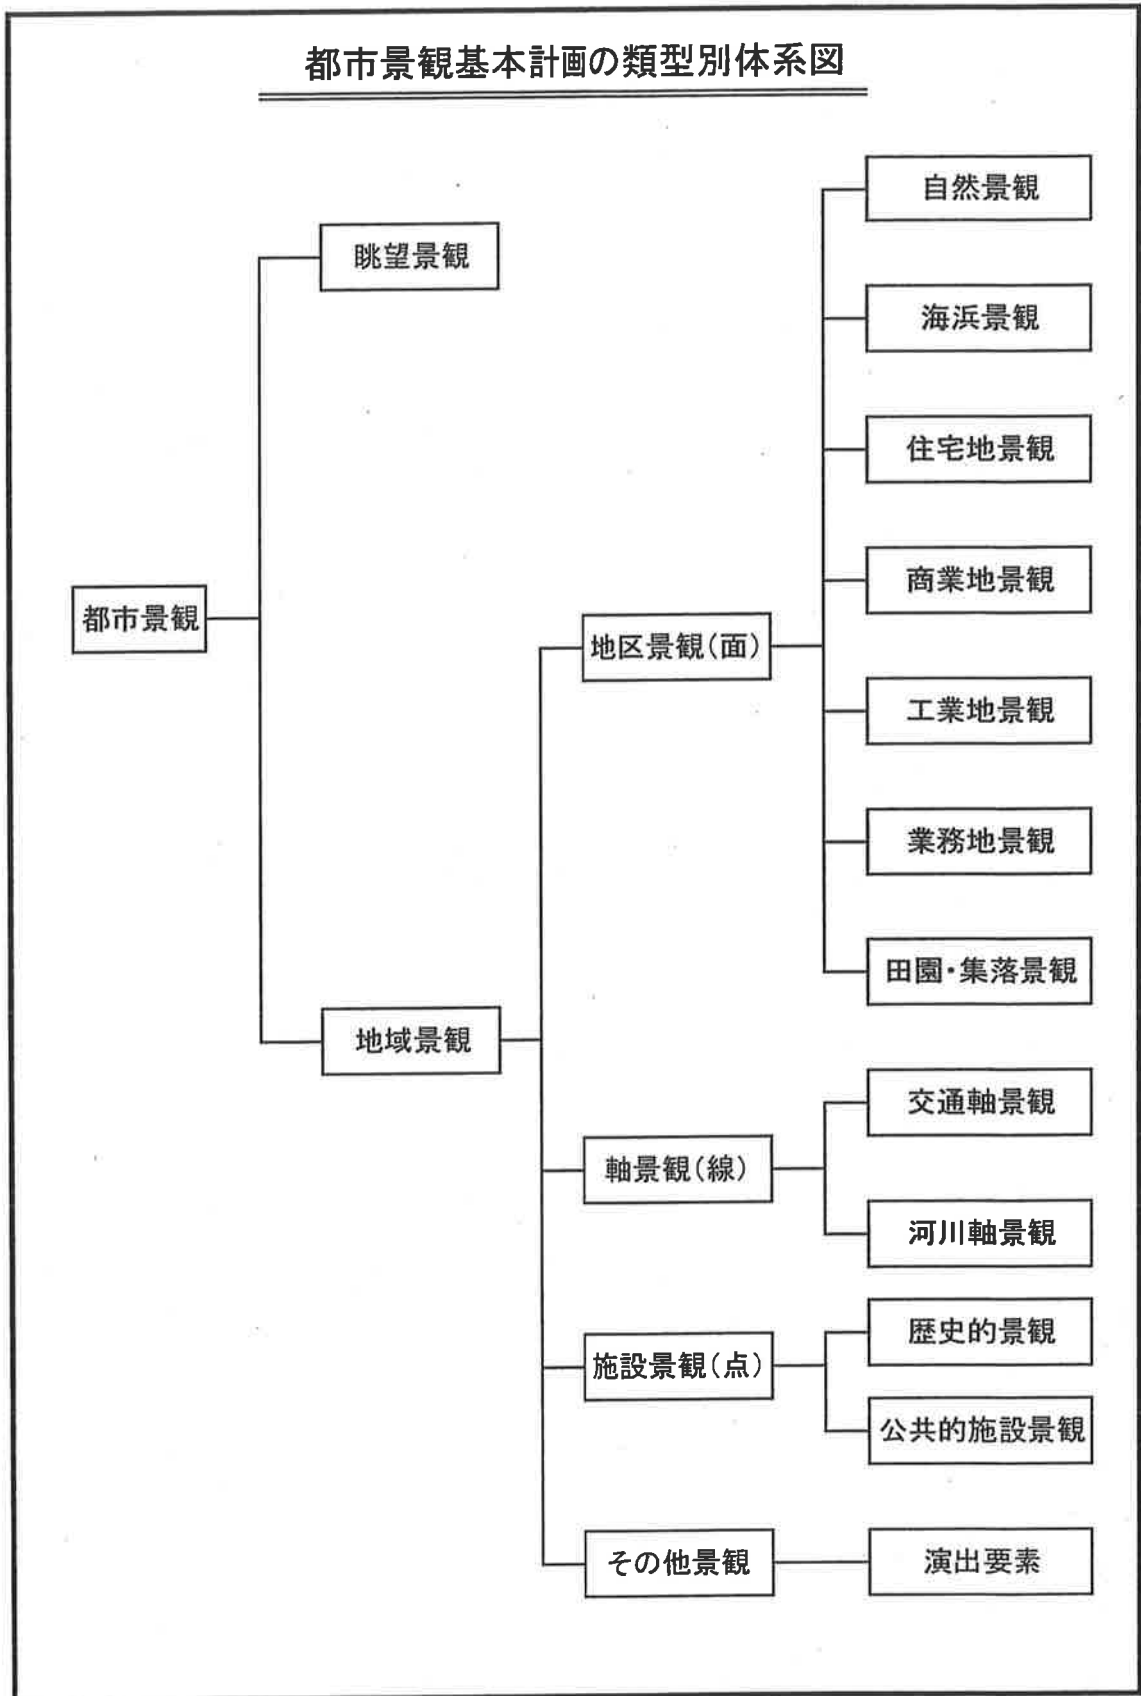 都市景観基本計画の類型別体系図
都市景観
眺望景観
地域景観
地区景観(面)
自然景観
海浜景観
住宅地景観
商業地景観
工業地景観
業務地景観
田園・集落景観
軸景観(線)
交通軸景観
河川軸景観
施設景観(点)
歴史的景観
公共的施設景観
その他景観
演出要素